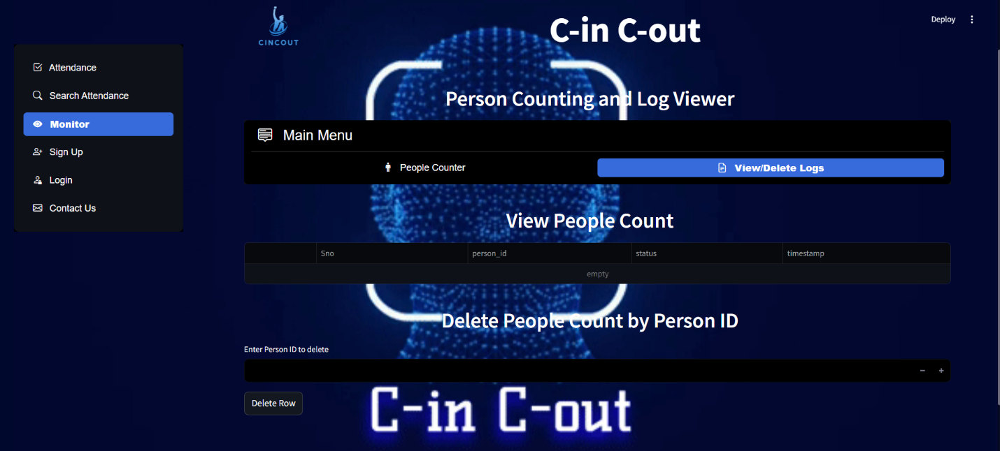 CINCOUT
C-in C-out
Deploy
Attendance
Search Attendance
Monitor
Sign Up
Login
Contact Us
Person Counting and Log Viewer
Main Menu
People Counter
View/Delete Logs
View People Count
Sno person_id status timestamp
empty
Delete People Count by Person ID
Enter Person ID to delete
Delete Row
C-in C-out